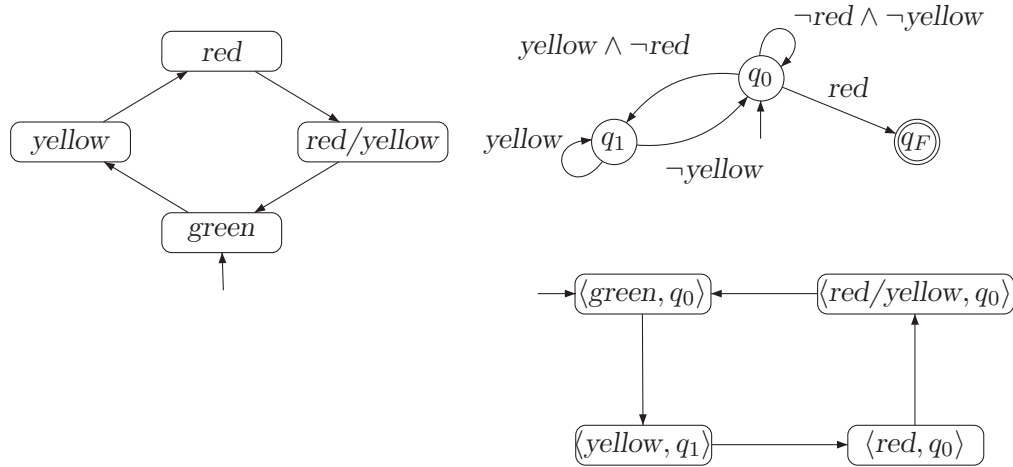 red
yellow
red/yellow
green
¬red ∧ ¬yellow
yellow ∧ ¬red
q₀
red
yellow
q₁
q_F
¬yellow
⟨green, q₀⟩
⟨red/yellow, q₀⟩
⟨yellow, q₁⟩
⟨red, q₀⟩